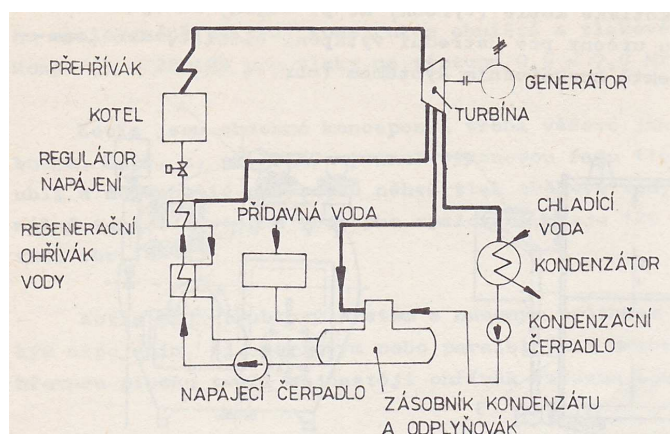 PŘEHŘÍVÁK
KOTEL
REGULÁTOR
NAPÁJENÍ
REGENERAČNÍ
OHŘÍVÁK
VODY
PŘÍDAVNÁ VODA
NAPÁJECÍ ČERPADLO
GENERÁTOR
TURBÍNA
CHLADÍCÍ
VODA
KONDENZÁTOR
KONDENZAČNÍ
ČERPADLO
ZÁSOBNÍK KONDENZÁTU
A ODPLYŇOVÁK